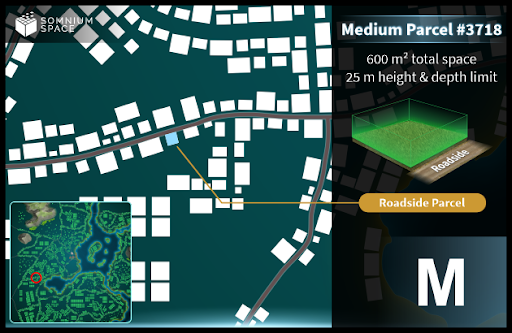 SOMNIUM
SPACE
Medium Parcel #3718
600 m² total space
25 m height & depth limit
Roadside
Roadside Parcel
M